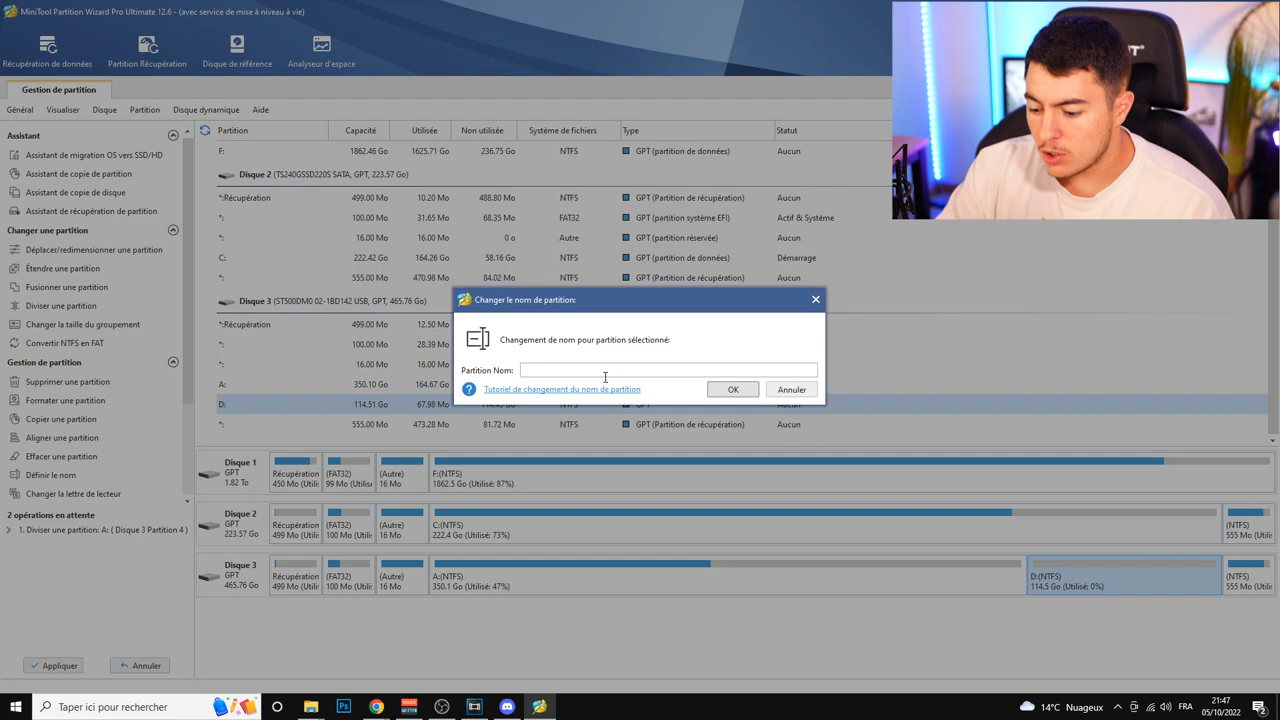 MiniTool Partition Wizard Pro Ultimate 12.6 - (avec service de mise à niveau à vie)
Récupération de données
Partition Récupération
Disque de référence
Analyseur d'espace
Gestion de partition
Général Visualiser Disque Partition Disque dynamique Aide
Assistant
Assistant de migration OS vers SSD/HD
Assistant de copie de partition
Assistant de copie de disque
Assistant de récupération de partition
Changer une partition
Déplacer/redimensionner une partition
Étendre une partition
Fusionner une partition
Diviser une partition
Changer la taille du groupement
Convertir NTFS en FAT
Gestion de partition
Supprimer une partition
Formater une partition
Copier une partition
Aligner une partition
Effacer une partition
Définir le nom
Changer la lettre de lecteur
2 opérations en attente
1. Diviser une partition: A: ( Disque 3 Partition 4 )
Appliquer
Annuler
Partition Capacité Utilisée Non utilisée Système de fichiers Type Statut
F: 1862.46 Go 1625.71 Go 236.75 Go NTFS GPT (partition de données) Aucun
Disque 2 (TS240GSSD220S SATA, GPT, 223.57 Go)
*:Récupération 499.00 Mo 10.20 Mo 488.80 Mo NTFS GPT (Partition de récupération) Aucun
*: 100.00 Mo 31.65 Mo 68.35 Mo FAT32 GPT (partition système EFI) Actif & Système
*: 16.00 Mo 16.00 Mo 0 o Autre GPT (partition réservée) Aucun
C: 222.42 Go 164.26 Go 58.16 Go NTFS GPT (partition de données) Démarrage
*: 555.00 Mo 470.98 Mo 84.02 Mo NTFS GPT (Partition de récupération) Aucun
Disque 3 (ST500DM0 02-1BD142 USB, GPT, 465.76 Go)
*:Récupération 499.00 Mo 12.50 Mo
*: 100.00 Mo 28.39 Mo
*: 16.00 Mo 16.00 Mo
A: 350.10 Go 164.67 Go
D: 114.51 Go 67.98 Mo
*: 555.00 Mo 473.28 Mo 81.72 Mo NTFS GPT (Partition de récupération) Aucun
Changer le nom de partition:
Changement de nom pour partition sélectionné:
Partition Nom:
Tutoriel de changement du nom de partition
OK
Annuler
Disque 1
GPT
1.82 To
Récupération
450 Mo (Utilis
(FAT32)
99 Mo (Utilisé
(Autre)
16 Mo
F:(NTFS)
1862.5 Go (Utilisé: 87%)
Disque 2
GPT
223.57 Go
Récupération
499 Mo (Utilis
(FAT32)
100 Mo (Utilis
(Autre)
16 Mo
C:(NTFS)
222.4 Go (Utilisé: 73%)
(NTFS)
555 Mo (Utilis
Disque 3
GPT
465.76 Go
Récupération
499 Mo (Utilis
(FAT32)
100 Mo (Utilis
(Autre)
16 Mo
A:(NTFS)
350.1 Go (Utilisé: 47%)
D:(NTFS)
114.5 Go (Utilisé: 0%)
(NTFS)
555 Mo (Utilis
Taper ici pour rechercher
Ps
14°C Nuageux
FRA
21:47
05/10/2022
2